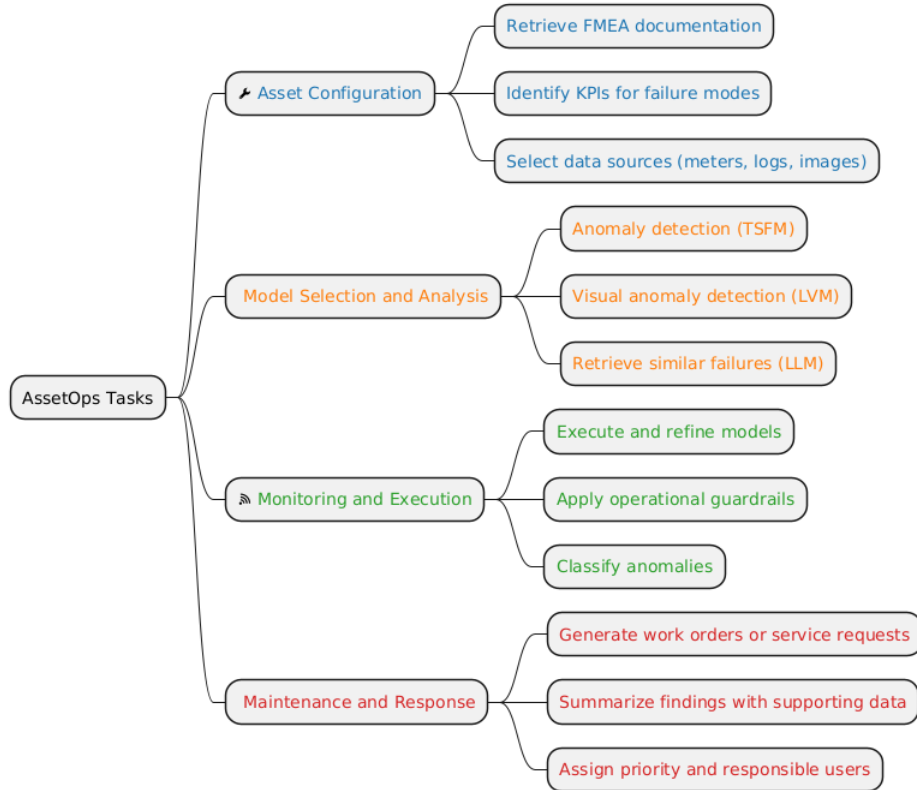 AssetOps Tasks
Asset Configuration
Retrieve FMEA documentation
Identify KPIs for failure modes
Select data sources (meters, logs, images)
Model Selection and Analysis
Anomaly detection (TSFM)
Visual anomaly detection (LVM)
Retrieve similar failures (LLM)
Monitoring and Execution
Execute and refine models
Apply operational guardrails
Classify anomalies
Maintenance and Response
Generate work orders or service requests
Summarize findings with supporting data
Assign priority and responsible users